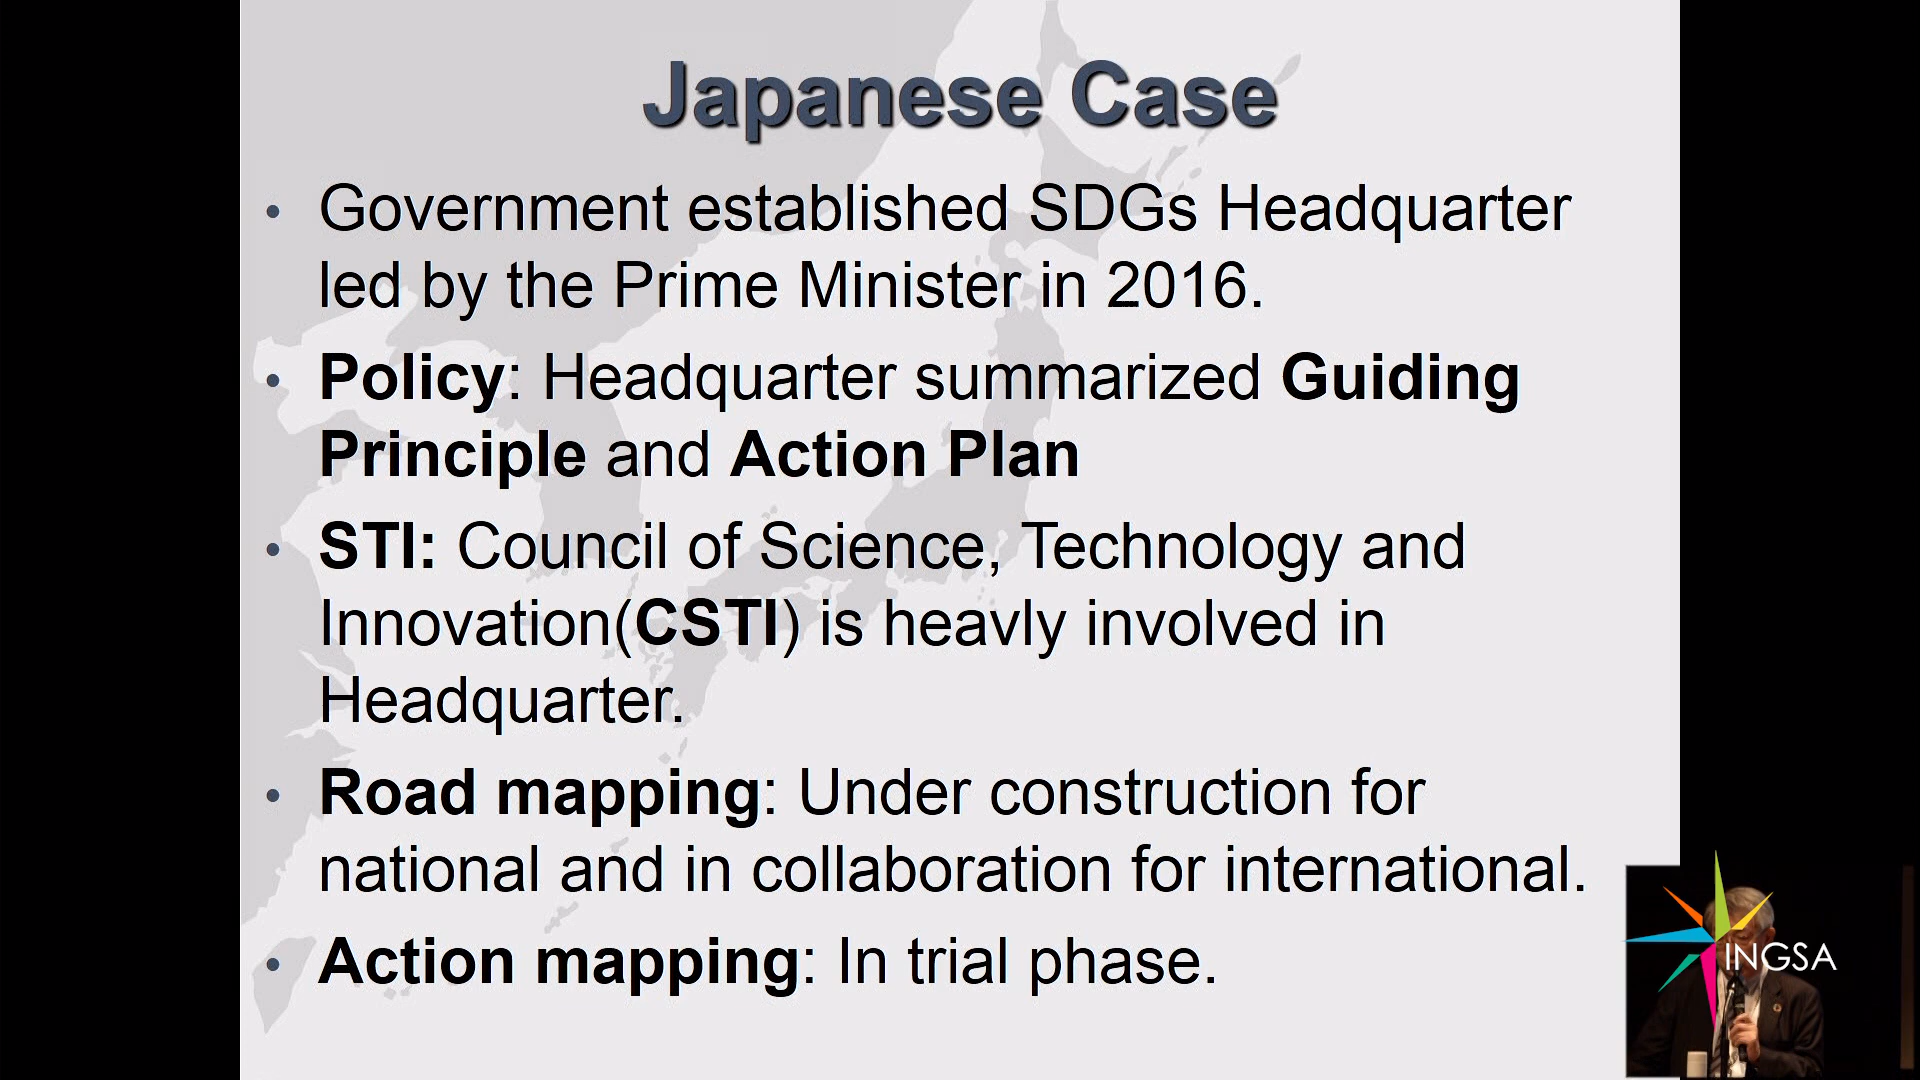 Japanese Case
• Government established SDGs Headquarter
led by the Prime Minister in 2016.
• Policy: Headquarter summarized Guiding
Principle and Action Plan
• STI: Council of Science, Technology and
Innovation(CSTI) is heavly involved in
Headquarter.
• Road mapping: Under construction for
national and in collaboration for international.
• Action mapping: In trial phase.
INGSA